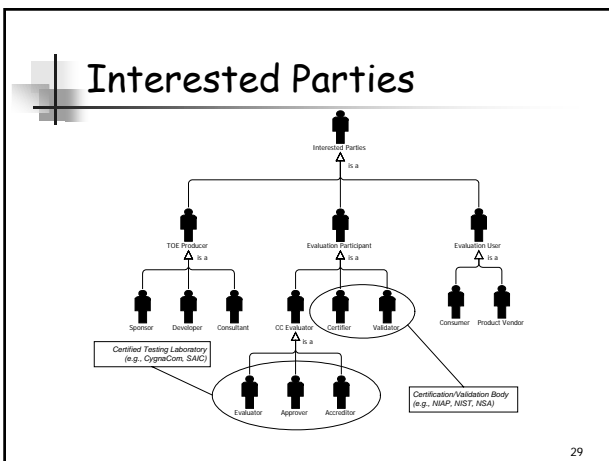 Interested Parties
Interested Parties
is a
TOE Producer
Evaluation Participant
Evaluation User
is a
is a
is a
Sponsor
Developer
Consultant
CC Evaluator
Certifier
Validator
Consumer
Product Vendor
is a
Certified Testing Laboratory
(e.g., CygnaCom, SAIC)
Evaluator
Approver
Accreditor
Certification/Validation Body
(e.g., NIAP, NIST, NSA)
29